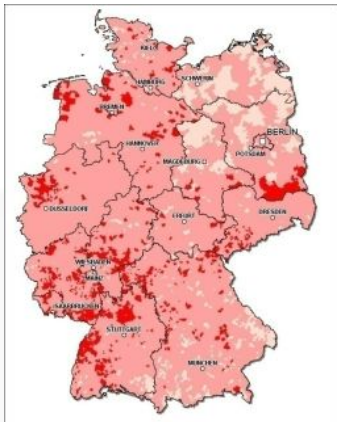 KIEL
SCHWERIN
HAMBURG
BREMEN
BERLIN
HANNOVER
POTSDAM
MAGDEBURG
DÜSSELDORF
DRESDEN
ERFURT
WIESBADEN
MAINZ
SAARBRÜCKEN
STUTTGART
MÜNCHEN